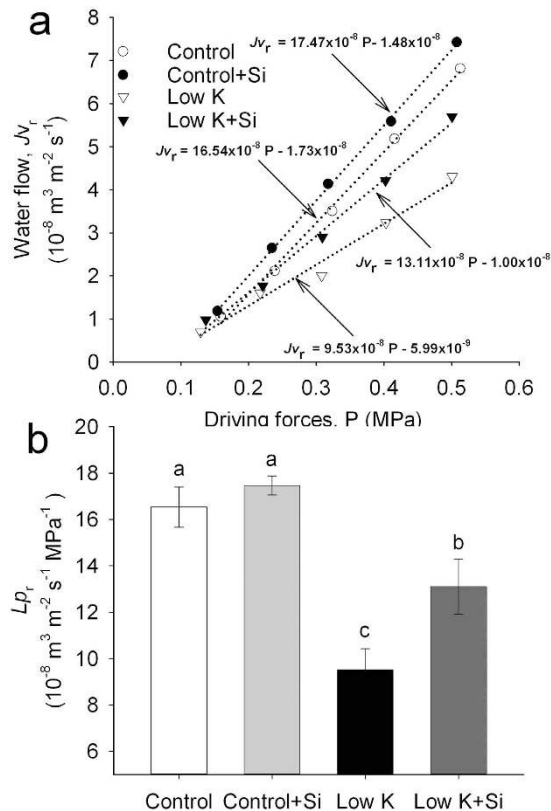 a
8
7
6
5
4
3
2
1
0
Water flow, Jvr
(10⁻⁸ m³ m⁻² s⁻¹)
Control
Control+Si
Low K
Low K+Si
Jvr = 17.47x10⁻⁸ P - 1.48x10⁻⁸
Jvr = 16.54x10⁻⁸ P - 1.73x10⁻⁸
Jvr = 13.11x10⁻⁸ P - 1.00x10⁻⁸
Jvr = 9.53x10⁻⁸ P - 5.99x10⁻⁹
0.0 0.1 0.2 0.3 0.4 0.5 0.6
Driving forces, P (MPa)
b
18
16
14
12
10
8
6
Lpr
(10⁻⁸ m³ m⁻² s⁻¹ MPa⁻¹)
a a c b
Control Control+Si Low K Low K+Si